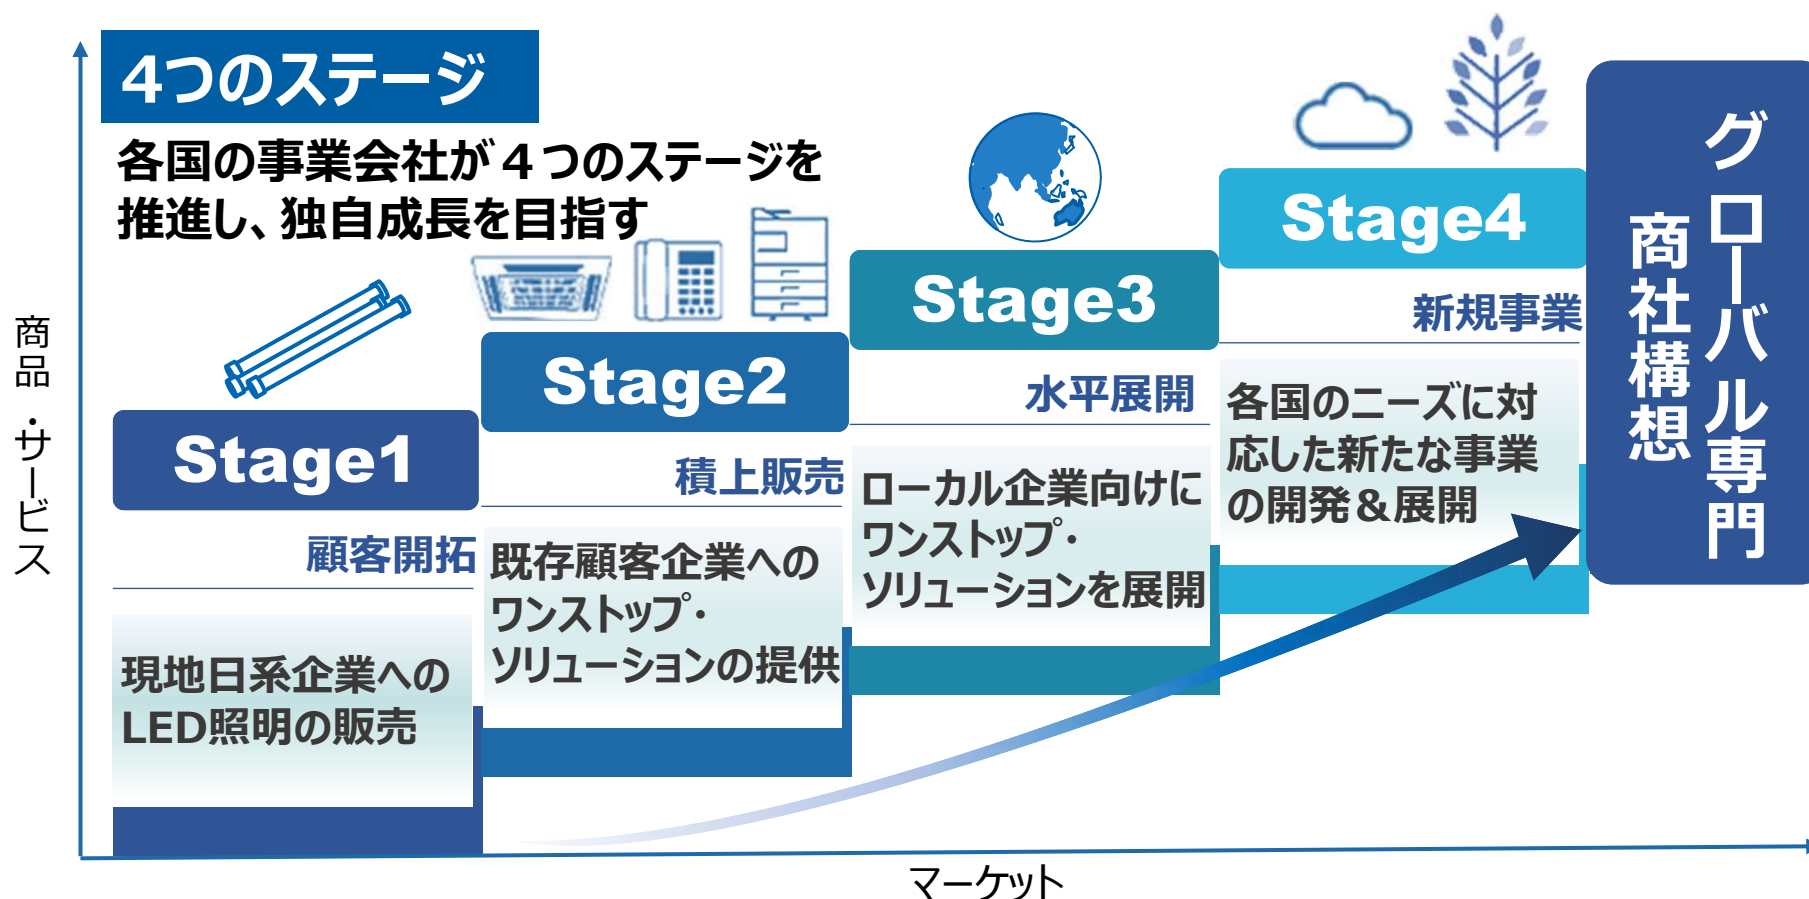 4つのステージ
各国の事業会社が４つのステージを
推進し、独自成長を目指す
商品・サービス
Stage1
顧客開拓
現地日系企業への
LED照明の販売
Stage2
積上販売
既存顧客企業への
ワンストップ・
ソリューションの提供
Stage3
水平展開
ローカル企業向けに
ワンストップ・
ソリューションを展開
Stage4
新規事業
各国のニーズに対
応した新たな事業
の開発＆展開
グローバル専門
商社構想
マーケット